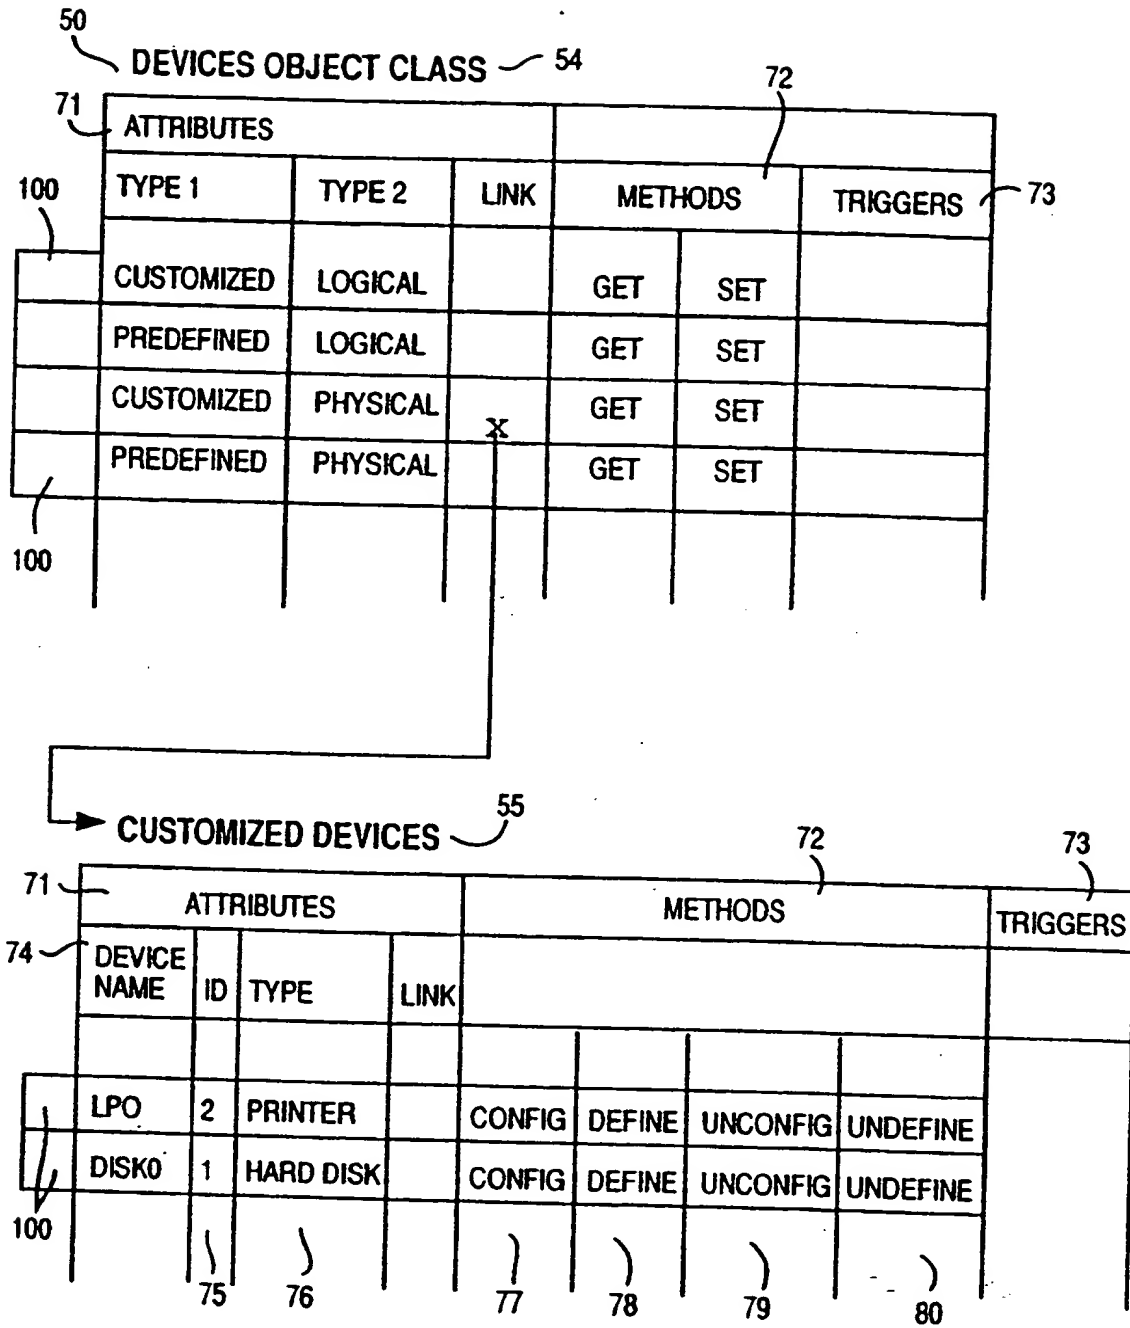 50
DEVICES OBJECT CLASS 54
72
71 ATTRIBUTES
100 TYPE 1 TYPE 2 LINK METHODS TRIGGERS 73
CUSTOMIZED LOGICAL GET SET
PREDEFINED LOGICAL GET SET
CUSTOMIZED PHYSICAL X GET SET
PREDEFINED PHYSICAL GET SET
100
CUSTOMIZED DEVICES 55
72 73
71 ATTRIBUTES METHODS TRIGGERS
74 DEVICE
NAME ID TYPE LINK
LPO 2 PRINTER CONFIG DEFINE UNCONFIG UNDEFINE
DISK0 1 HARD DISK CONFIG DEFINE UNCONFIG UNDEFINE
100
75 76 77 78 79 80